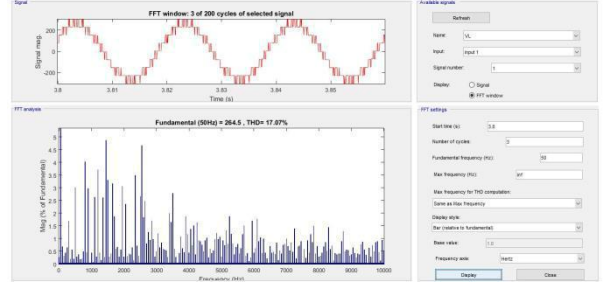 Signal
FFT window: 3 of 200 cycles of selected signal
Signal mag.
200
0
-200
3.8
3.81
3.82
3.83
3.84
3.85
Time (s)
FFT analysis
Fundamental (50Hz) = 264.5 , THD= 17.07%
Mag (% of Fundamental)
5
4.5
4
3.5
3
2.5
2
1.5
1
0.5
0
0
1000
2000
3000
4000
5000
6000
7000
8000
9000
10000
Frequency (Hz)
Available signals
Refresh
Name:
VL
Input:
input 1
Signal number:
1
Display:
Signal
FFT window
FFT settings
Start time (s):
3.8
Number of cycles:
3
Fundamental frequency (Hz):
50
Max frequency (Hz):
inf
Max frequency for THD computation:
Same as Max frequency
Display style:
Bar (relative to fundamental)
Base value:
1.0
Frequency axis:
Hertz
Display
Close